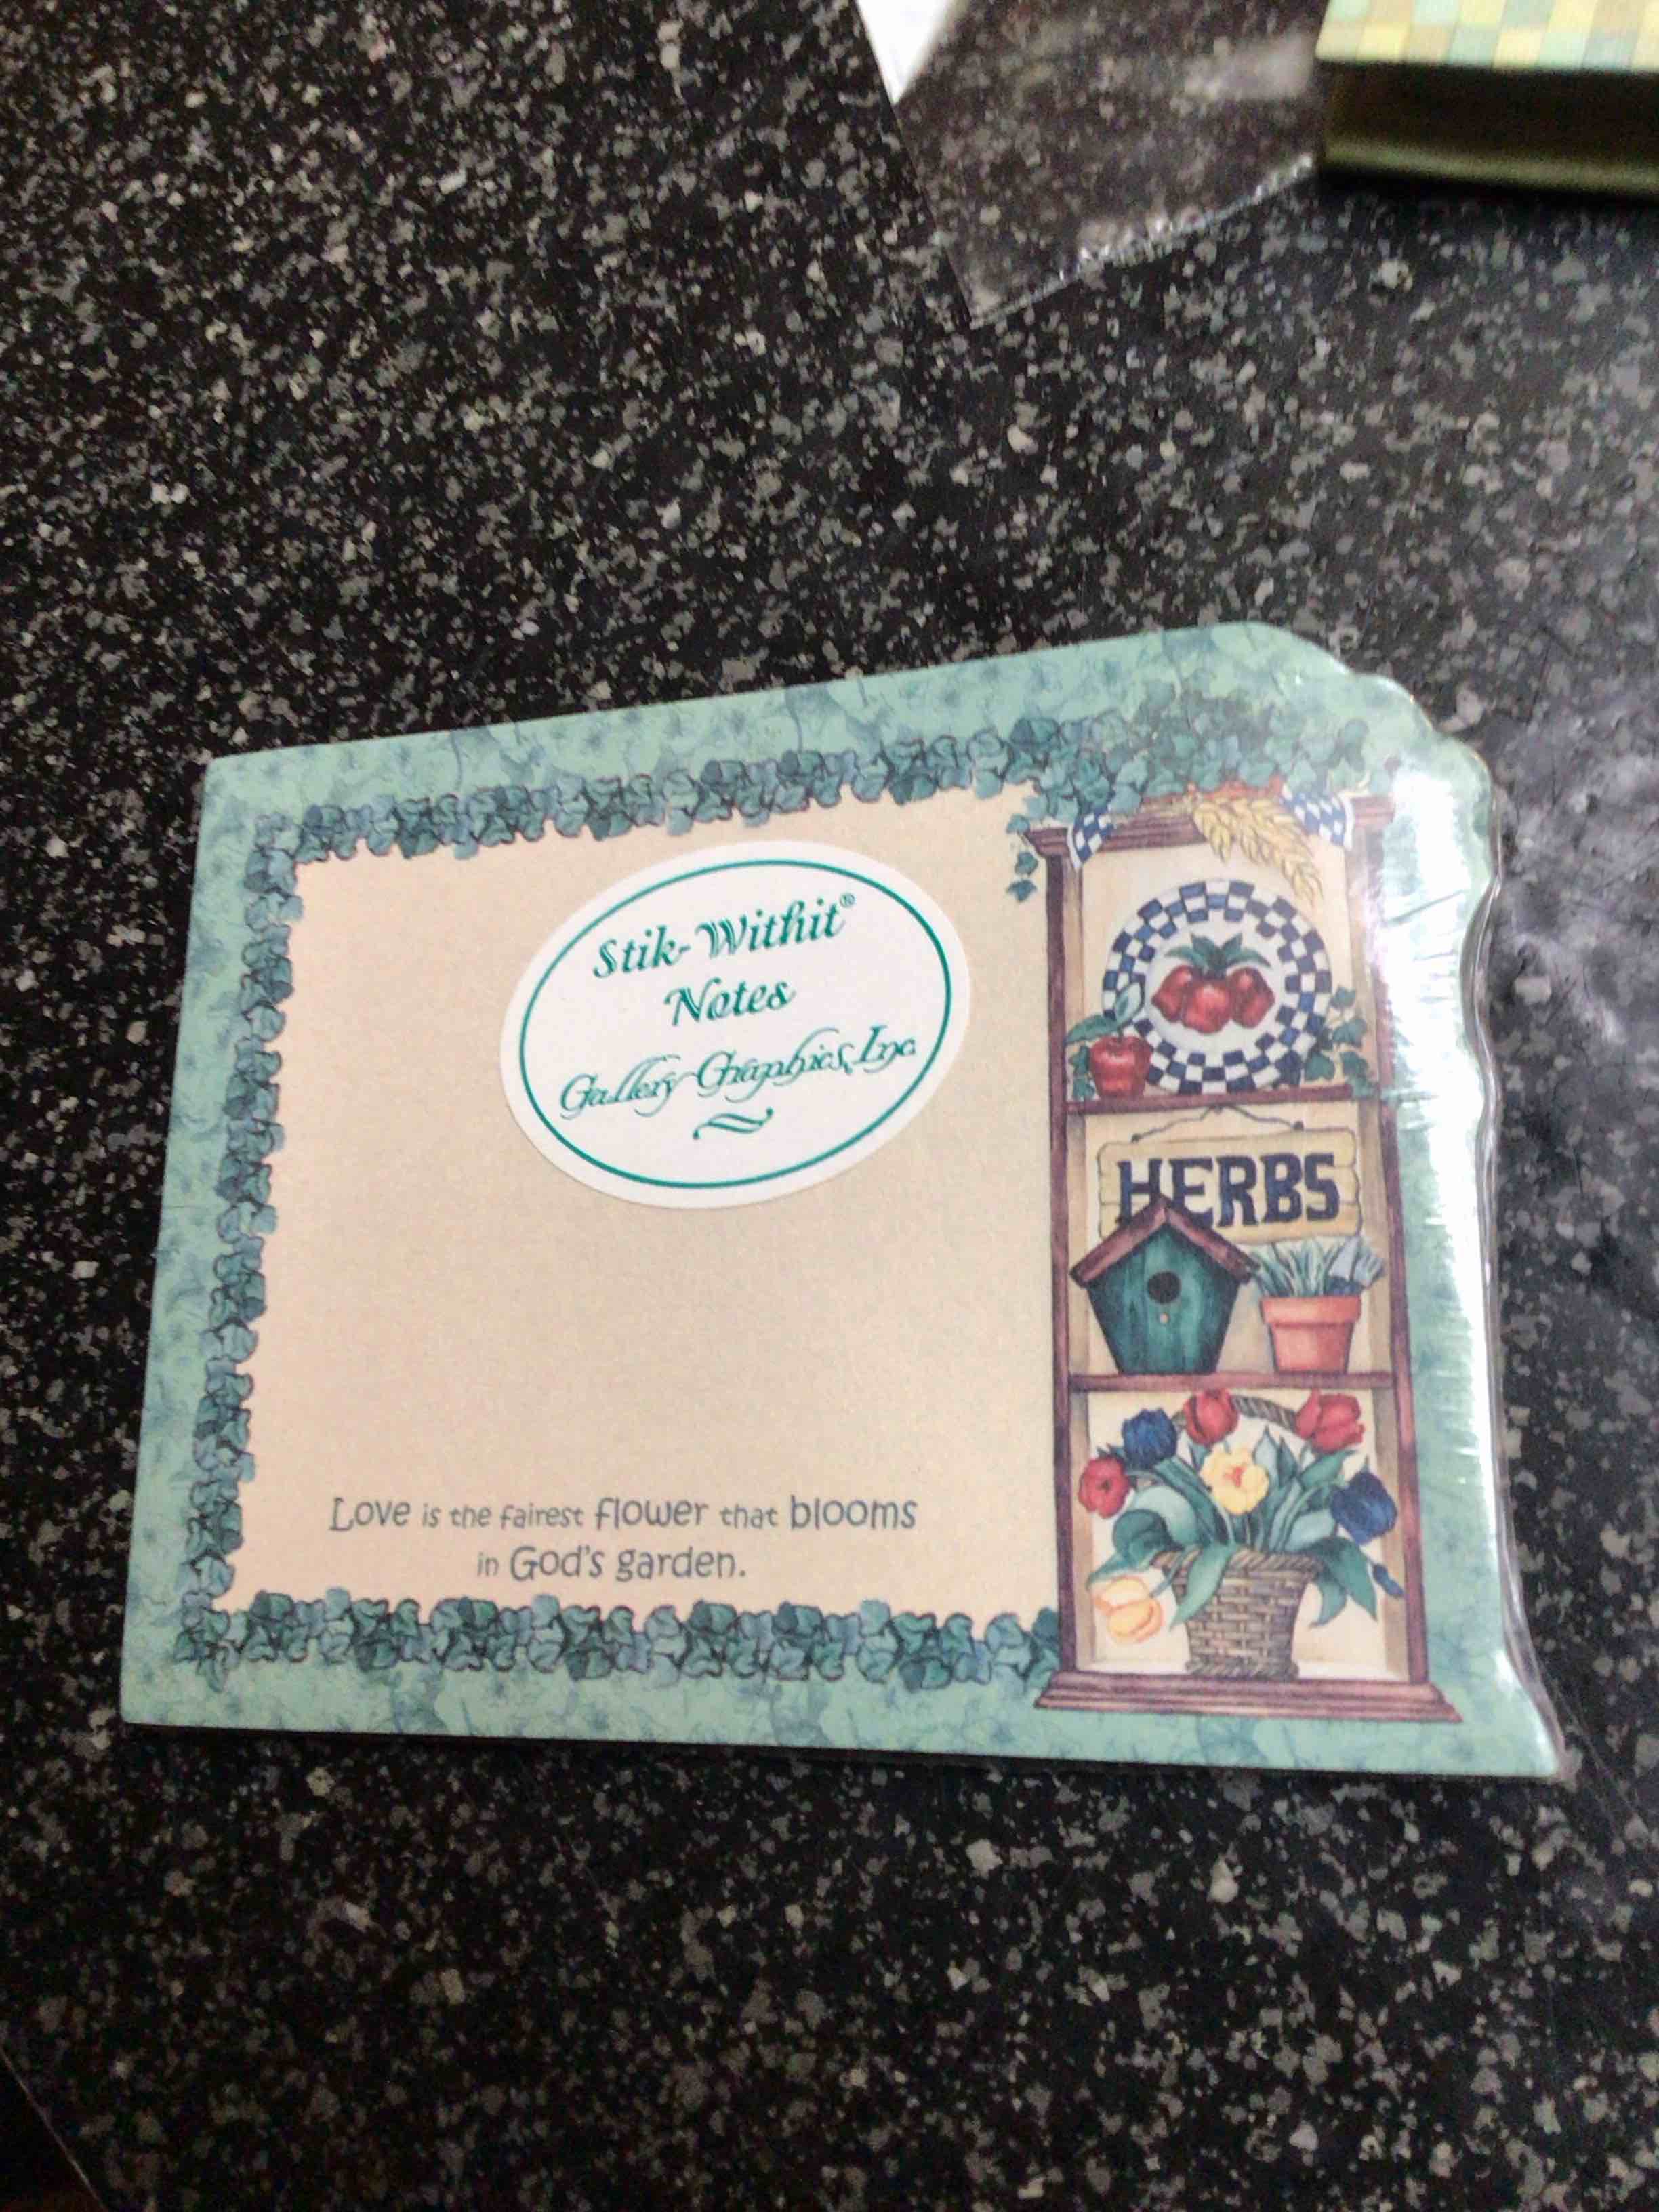 Stik-Withit®
Notes
Gallery Graphics, Inc.
HERBS
Love is the fairest flower that blooms
in God's garden.